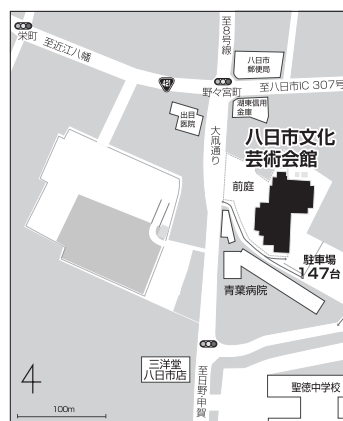 栄町
至近江八幡
421
至8号線
八日市
郵便局
野々宮町
至八日市IC 307号
湖東信用
金庫
出目
医院
大凧通り
八日市文化
芸術会館
前庭
駐車場
147台
青葉病院
三洋堂
八日市店
至日野・甲賀
聖徳中学校
4
100m